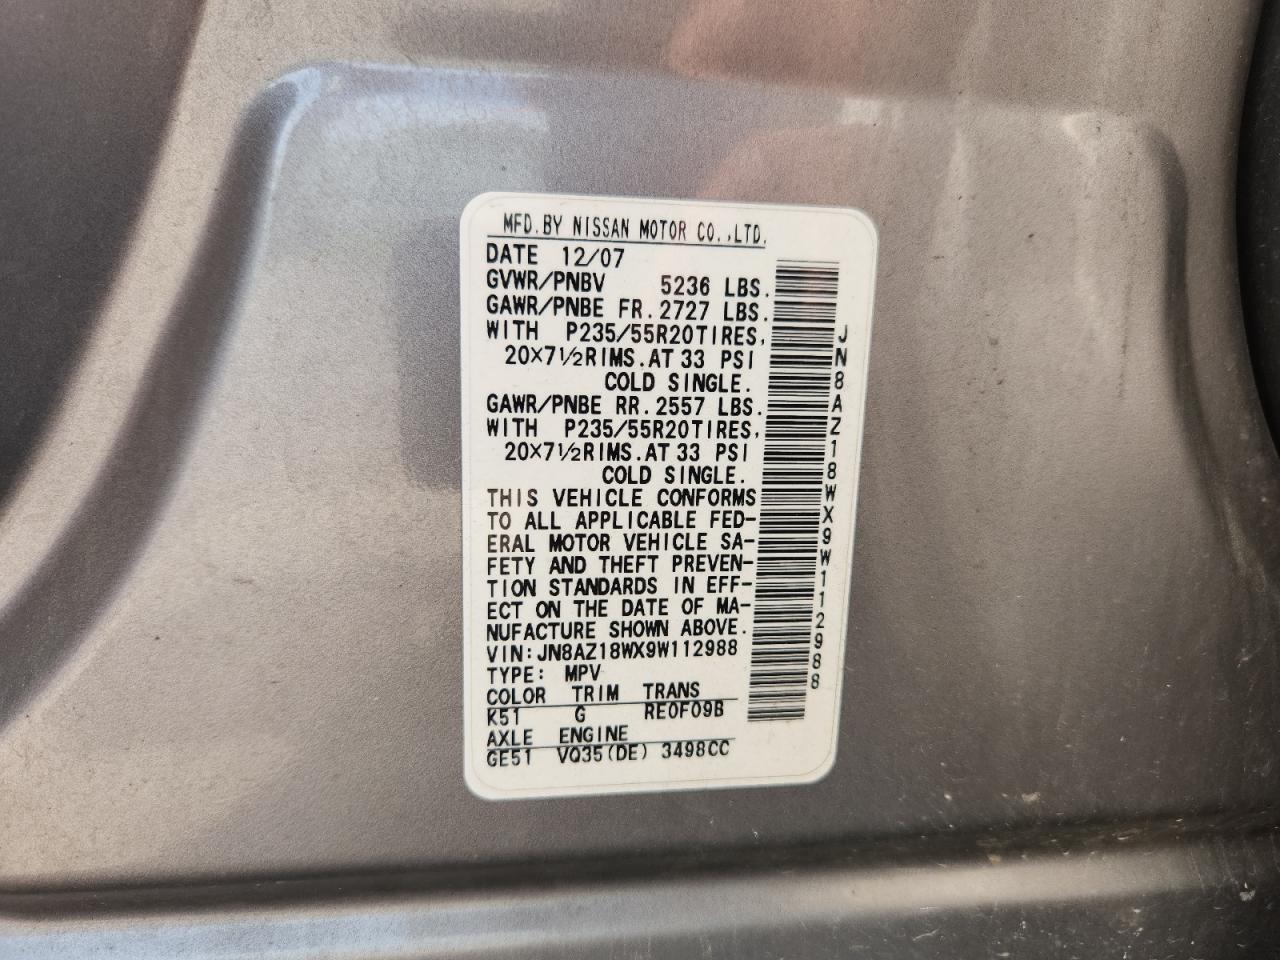 MFD.BY NISSAN MOTOR CO.,LTD.
DATE 12/07
GVWR/PNBV 5236 LBS.
GAWR/PNBE FR.2727 LBS.
WITH P235/55R20TIRES,
20X7½RIMS.AT 33 PSI
COLD SINGLE.
GAWR/PNBE RR.2557 LBS.
WITH P235/55R20TIRES,
20X7½RIMS.AT 33 PSI
COLD SINGLE.
THIS VEHICLE CONFORMS
TO ALL APPLICABLE FED-
ERAL MOTOR VEHICLE SA-
FETY AND THEFT PREVEN-
TION STANDARDS IN EFF-
ECT ON THE DATE OF MA-
NUFACTURE SHOWN ABOVE.
VIN:JN8AZ18WX9W112988
TYPE: MPV
COLOR TRIM TRANS
K51 G RE0F09B
AXLE ENGINE
GE51 VQ35(DE) 3498CC
JN8AZ18WX9W112988